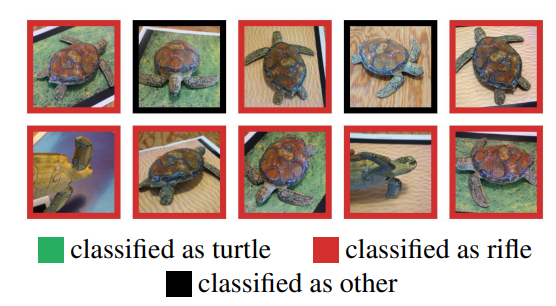 classified as turtle classified as rifle
classified as other